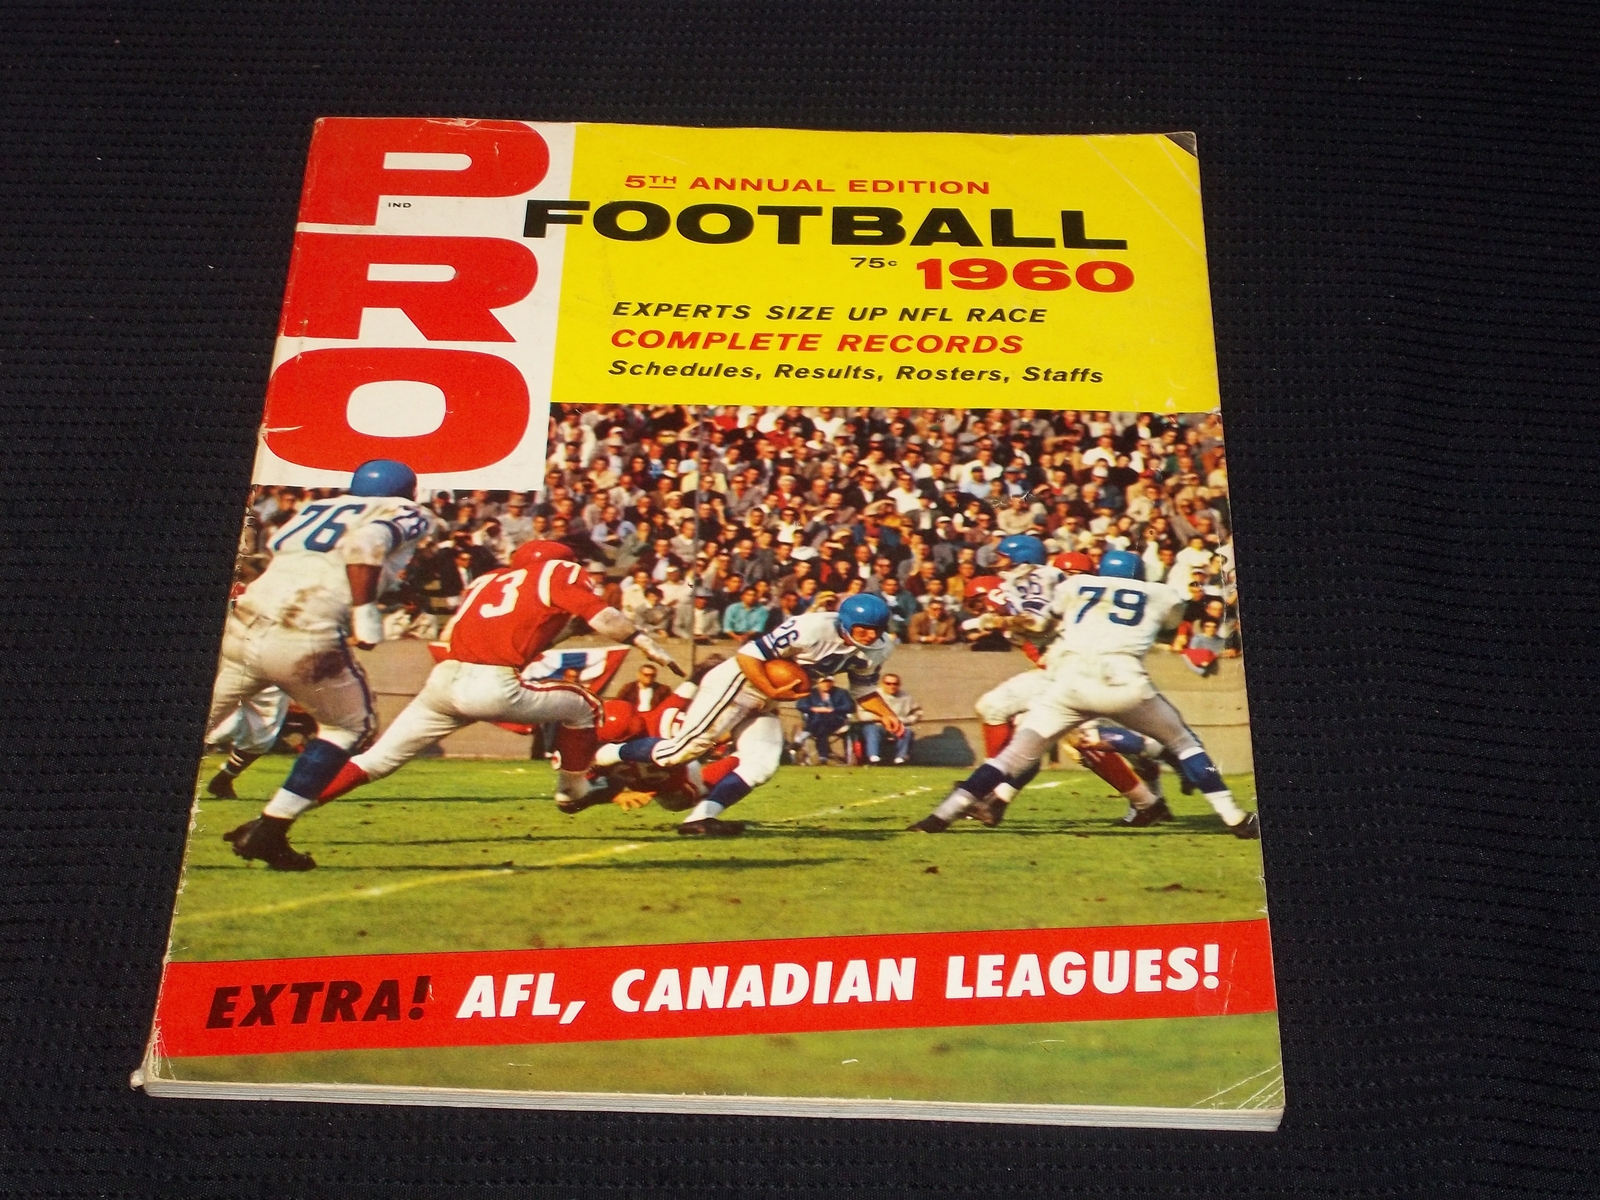 PRO
IND
5TH ANNUAL EDITION
FOOTBALL
75c 1960
EXPERTS SIZE UP NFL RACE
COMPLETE RECORDS
Schedules, Results, Rosters, Staffs
76
73
26
79
EXTRA! AFL, CANADIAN LEAGUES!